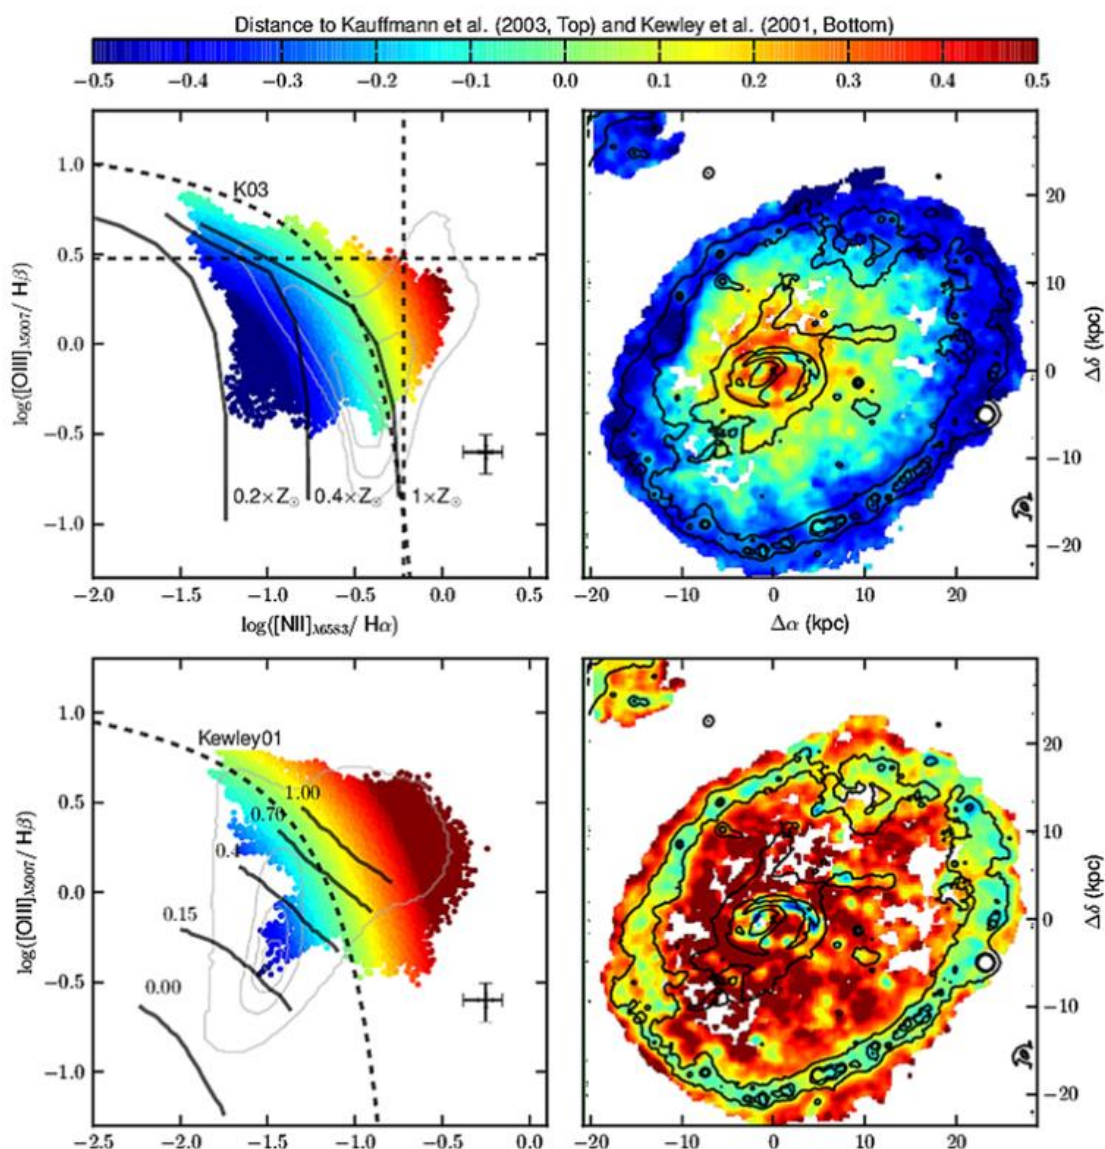 Distance to Kauffmann et al. (2003, Top) and Kewley et al. (2001, Bottom)
−0.5 −0.4 −0.3 −0.2 −0.1 0.0 0.1 0.2 0.3 0.4 0.5
K03
0.2×Z☉ 0.4×Z☉ 1×Z☉
1.0
0.5
0.0
−0.5
−1.0
log([OIII]λ5007/ Hβ)
−2.0 −1.5 −1.0 −0.5 0.0 0.5
log([NII]λ6583/ Hα)
20
10
0
−10
−20
Δδ (kpc)
−20 −10 0 10 20
Δα (kpc)
Kewley01
1.00
0.70
0.4
0.15
0.00
1.0
0.5
0.0
−0.5
−1.0
log([OIII]λ5007/ Hβ)
−2.5 −2.0 −1.5 −1.0 −0.5 0.0
20
10
0
−10
−20
Δδ (kpc)
−20 −10 0 10 20